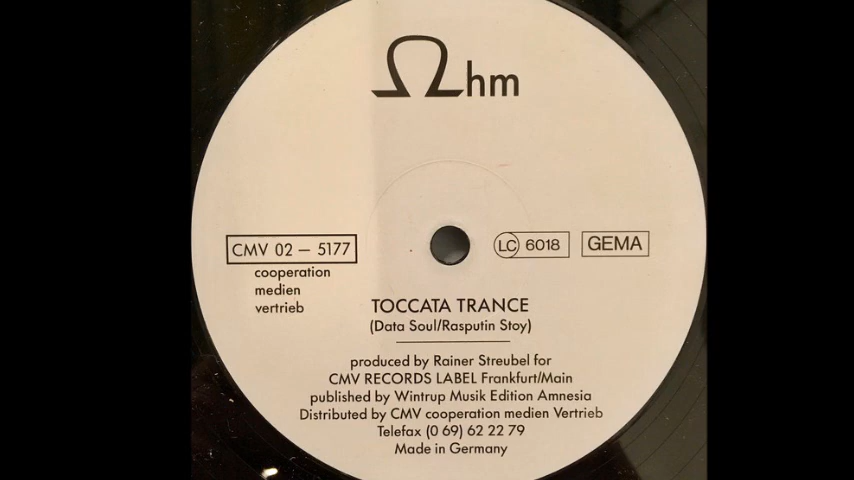 Ωhm
CMV 02 – 5177
LC 6018
GEMA
cooperation
medien
vertrieb
TOCCATA TRANCE
(Data Soul/Rasputin Stoy)
produced by Rainer Streubel for
CMV RECORDS LABEL Frankfurt/Main
published by Wintrup Musik Edition Amnesia
Distributed by CMV cooperation medien Vertrieb
Telefax (0 69) 62 22 79
Made in Germany